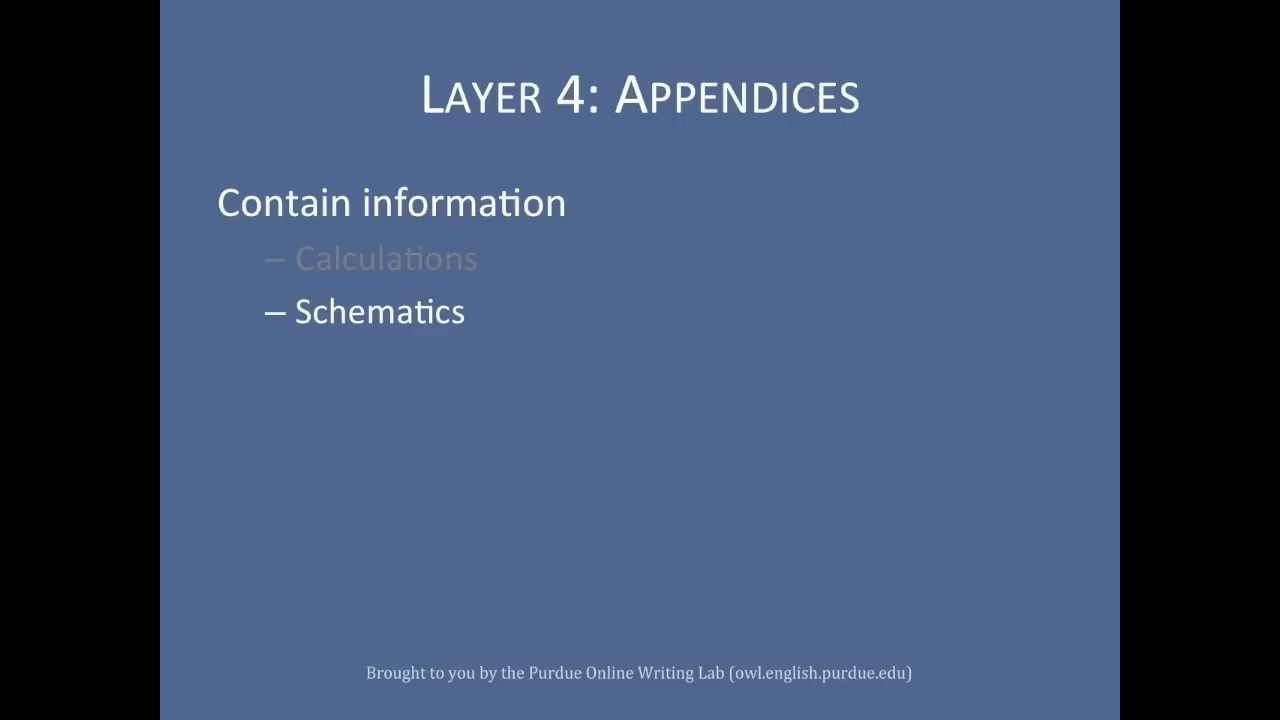 LAYER 4: APPENDICES
Contain information
– Calculations
– Schematics
Brought to you by the Purdue Online Writing Lab (owl.english.purdue.edu)